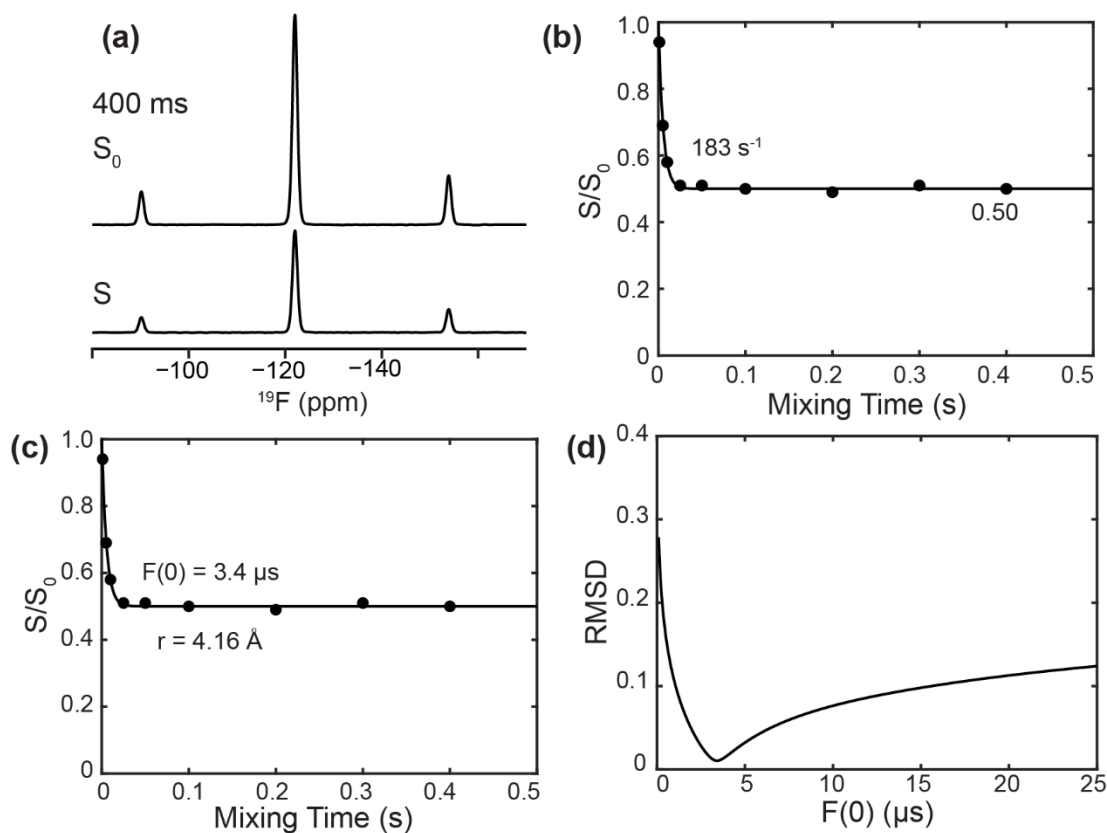 (a)
400 ms
S₀
S
−100 −120 −140
¹⁹F (ppm)
(b)
1.0
0.8
0.6
0.4
0.2
0
S/S₀
183 s⁻¹
0.50
0 0.1 0.2 0.3 0.4 0.5
Mixing Time (s)
(c)
1.0
0.8
0.6
0.4
0.2
0
S/S₀
F(0) = 3.4 µs
r = 4.16 Å
0 0.1 0.2 0.3 0.4 0.5
Mixing Time (s)
(d)
0.4
0.3
0.2
0.1
0
RMSD
0 5 10 15 20 25
F(0) (µs)